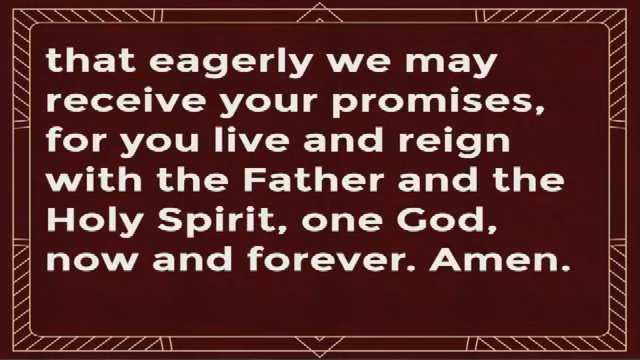 that eagerly we may
receive your promises,
for you live and reign
with the Father and the
Holy Spirit, one God,
now and forever. Amen.